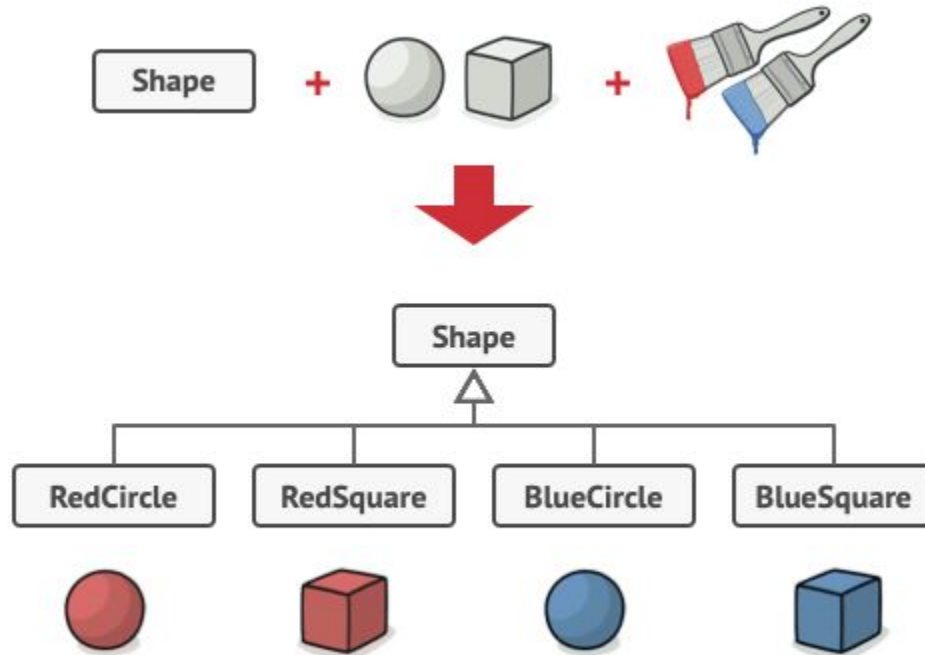 Shape
+
+
Shape
RedCircle
RedSquare
BlueCircle
BlueSquare